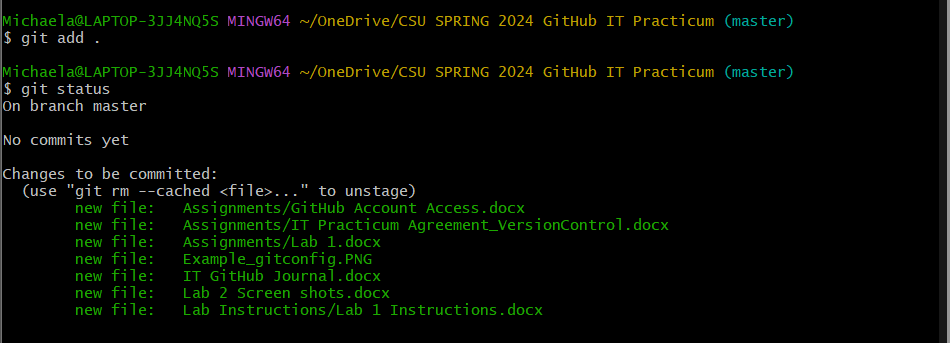 Michaela@LAPTOP-3JJ4NQ5S MINGW64 ~/OneDrive/CSU SPRING 2024 GitHub IT Practicum (master)
$ git add .
Michaela@LAPTOP-3JJ4NQ5S MINGW64 ~/OneDrive/CSU SPRING 2024 GitHub IT Practicum (master)
$ git status
On branch master
No commits yet
Changes to be committed:
  (use "git rm --cached <file>..." to unstage)
        new file:   Assignments/GitHub Account Access.docx
        new file:   Assignments/IT Practicum Agreement_VersionControl.docx
        new file:   Assignments/Lab 1.docx
        new file:   Example_gitconfig.PNG
        new file:   IT GitHub Journal.docx
        new file:   Lab 2 Screen shots.docx
        new file:   Lab Instructions/Lab 1 Instructions.docx